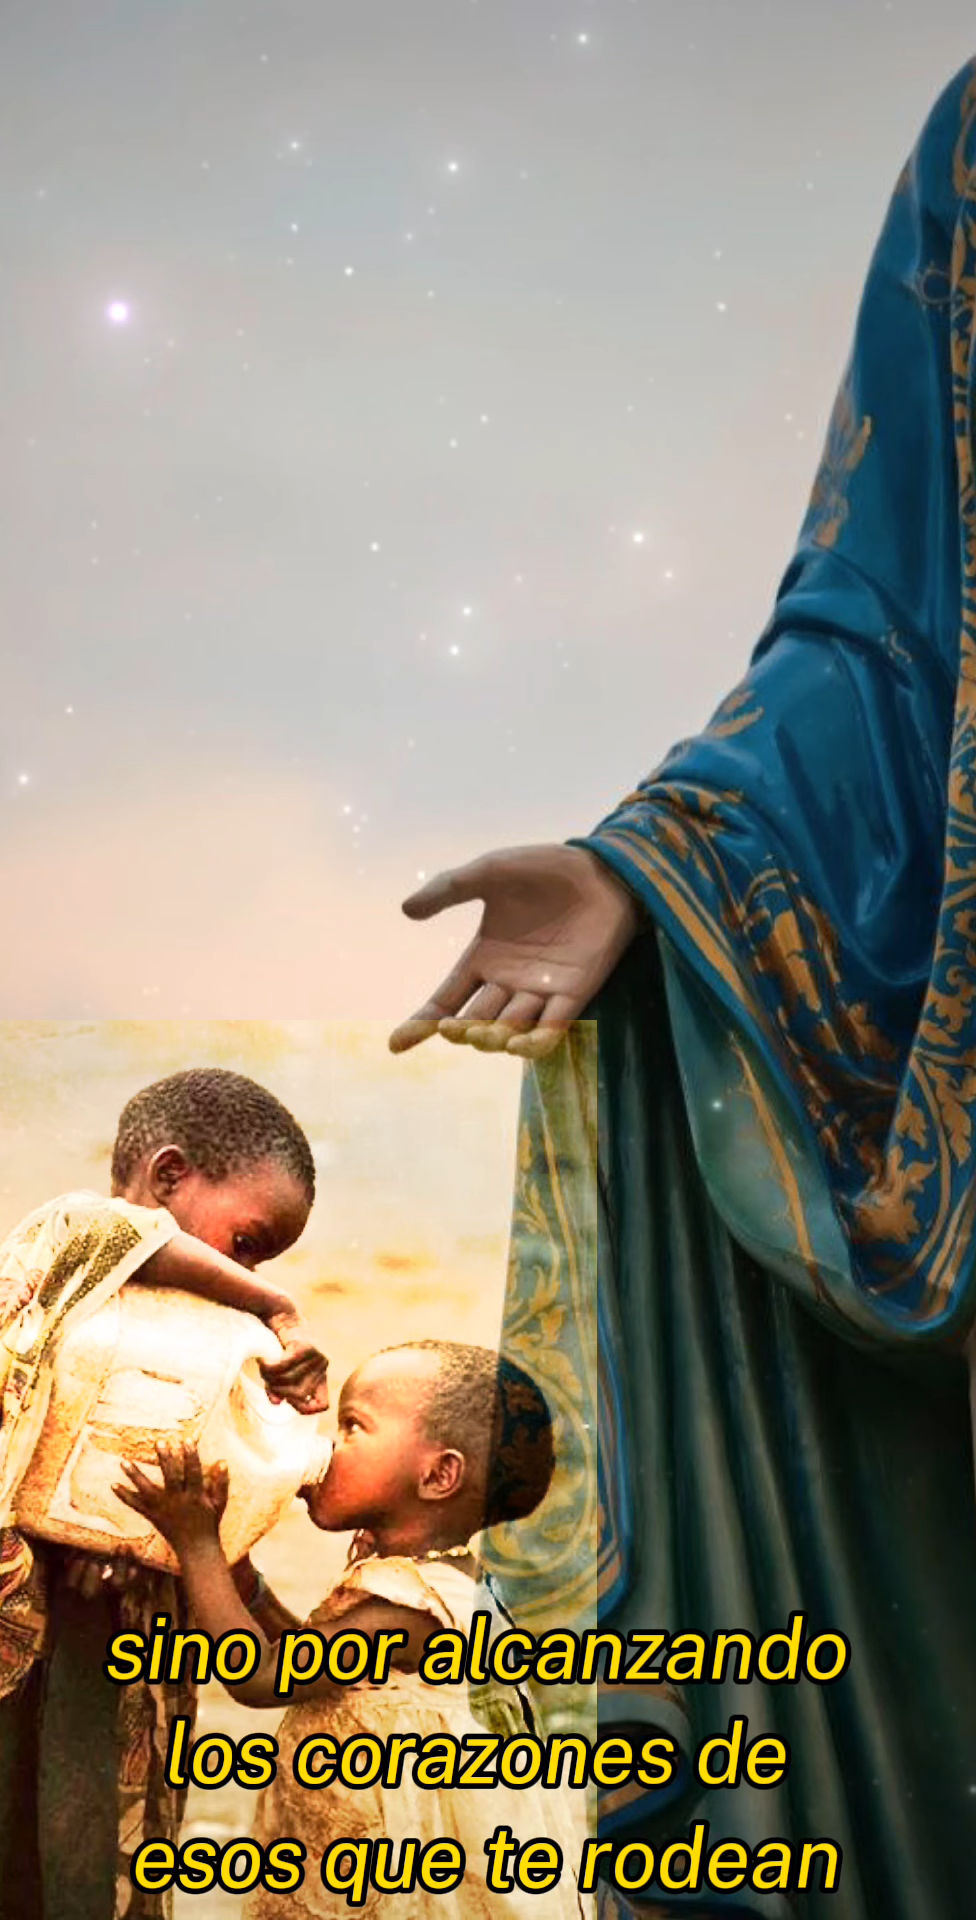 sino por alcanzando
los corazones de
esos que te rodean